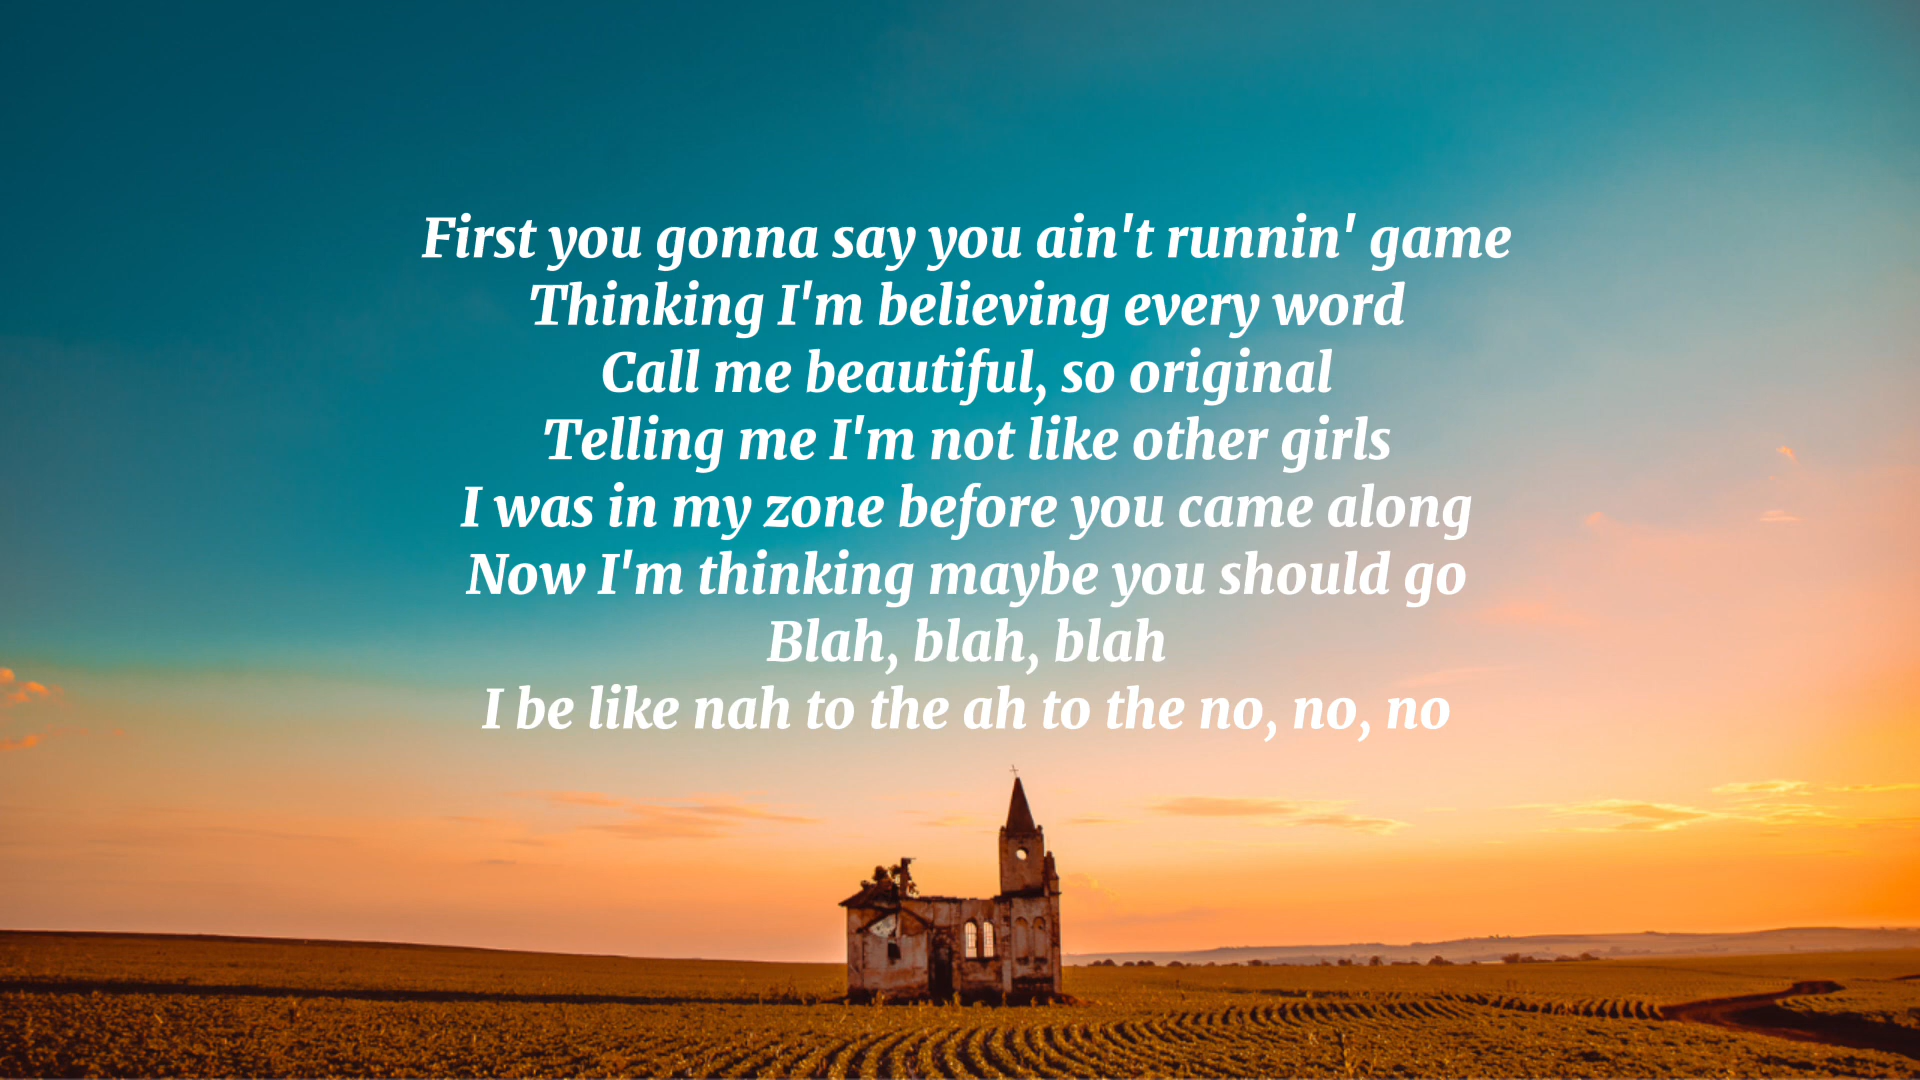 First you gonna say you ain't runnin' game
Thinking I'm believing every word
Call me beautiful, so original
Telling me I'm not like other girls
I was in my zone before you came along
Now I'm thinking maybe you should go
Blah, blah, blah
I be like nah to the ah to the no, no, no